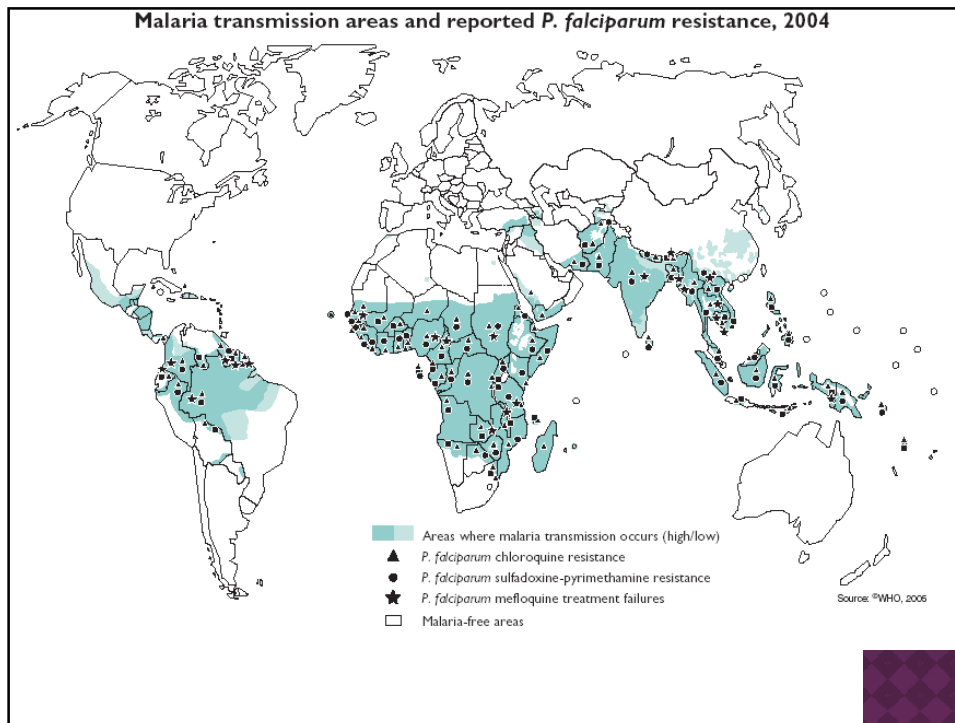 Malaria transmission areas and reported P. falciparum resistance, 2004
Areas where malaria transmission occurs (high/low)
P. falciparum chloroquine resistance
P. falciparum sulfadoxine-pyrimethamine resistance
P. falciparum mefloquine treatment failures
Malaria-free areas
Source: ©WHO, 2005